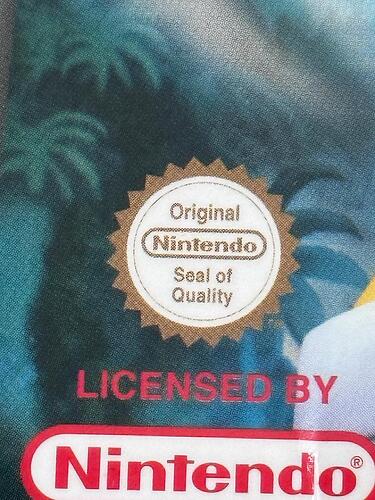 Original
Nintendo
Seal of
Quality
LICENSED BY
Nintendo®